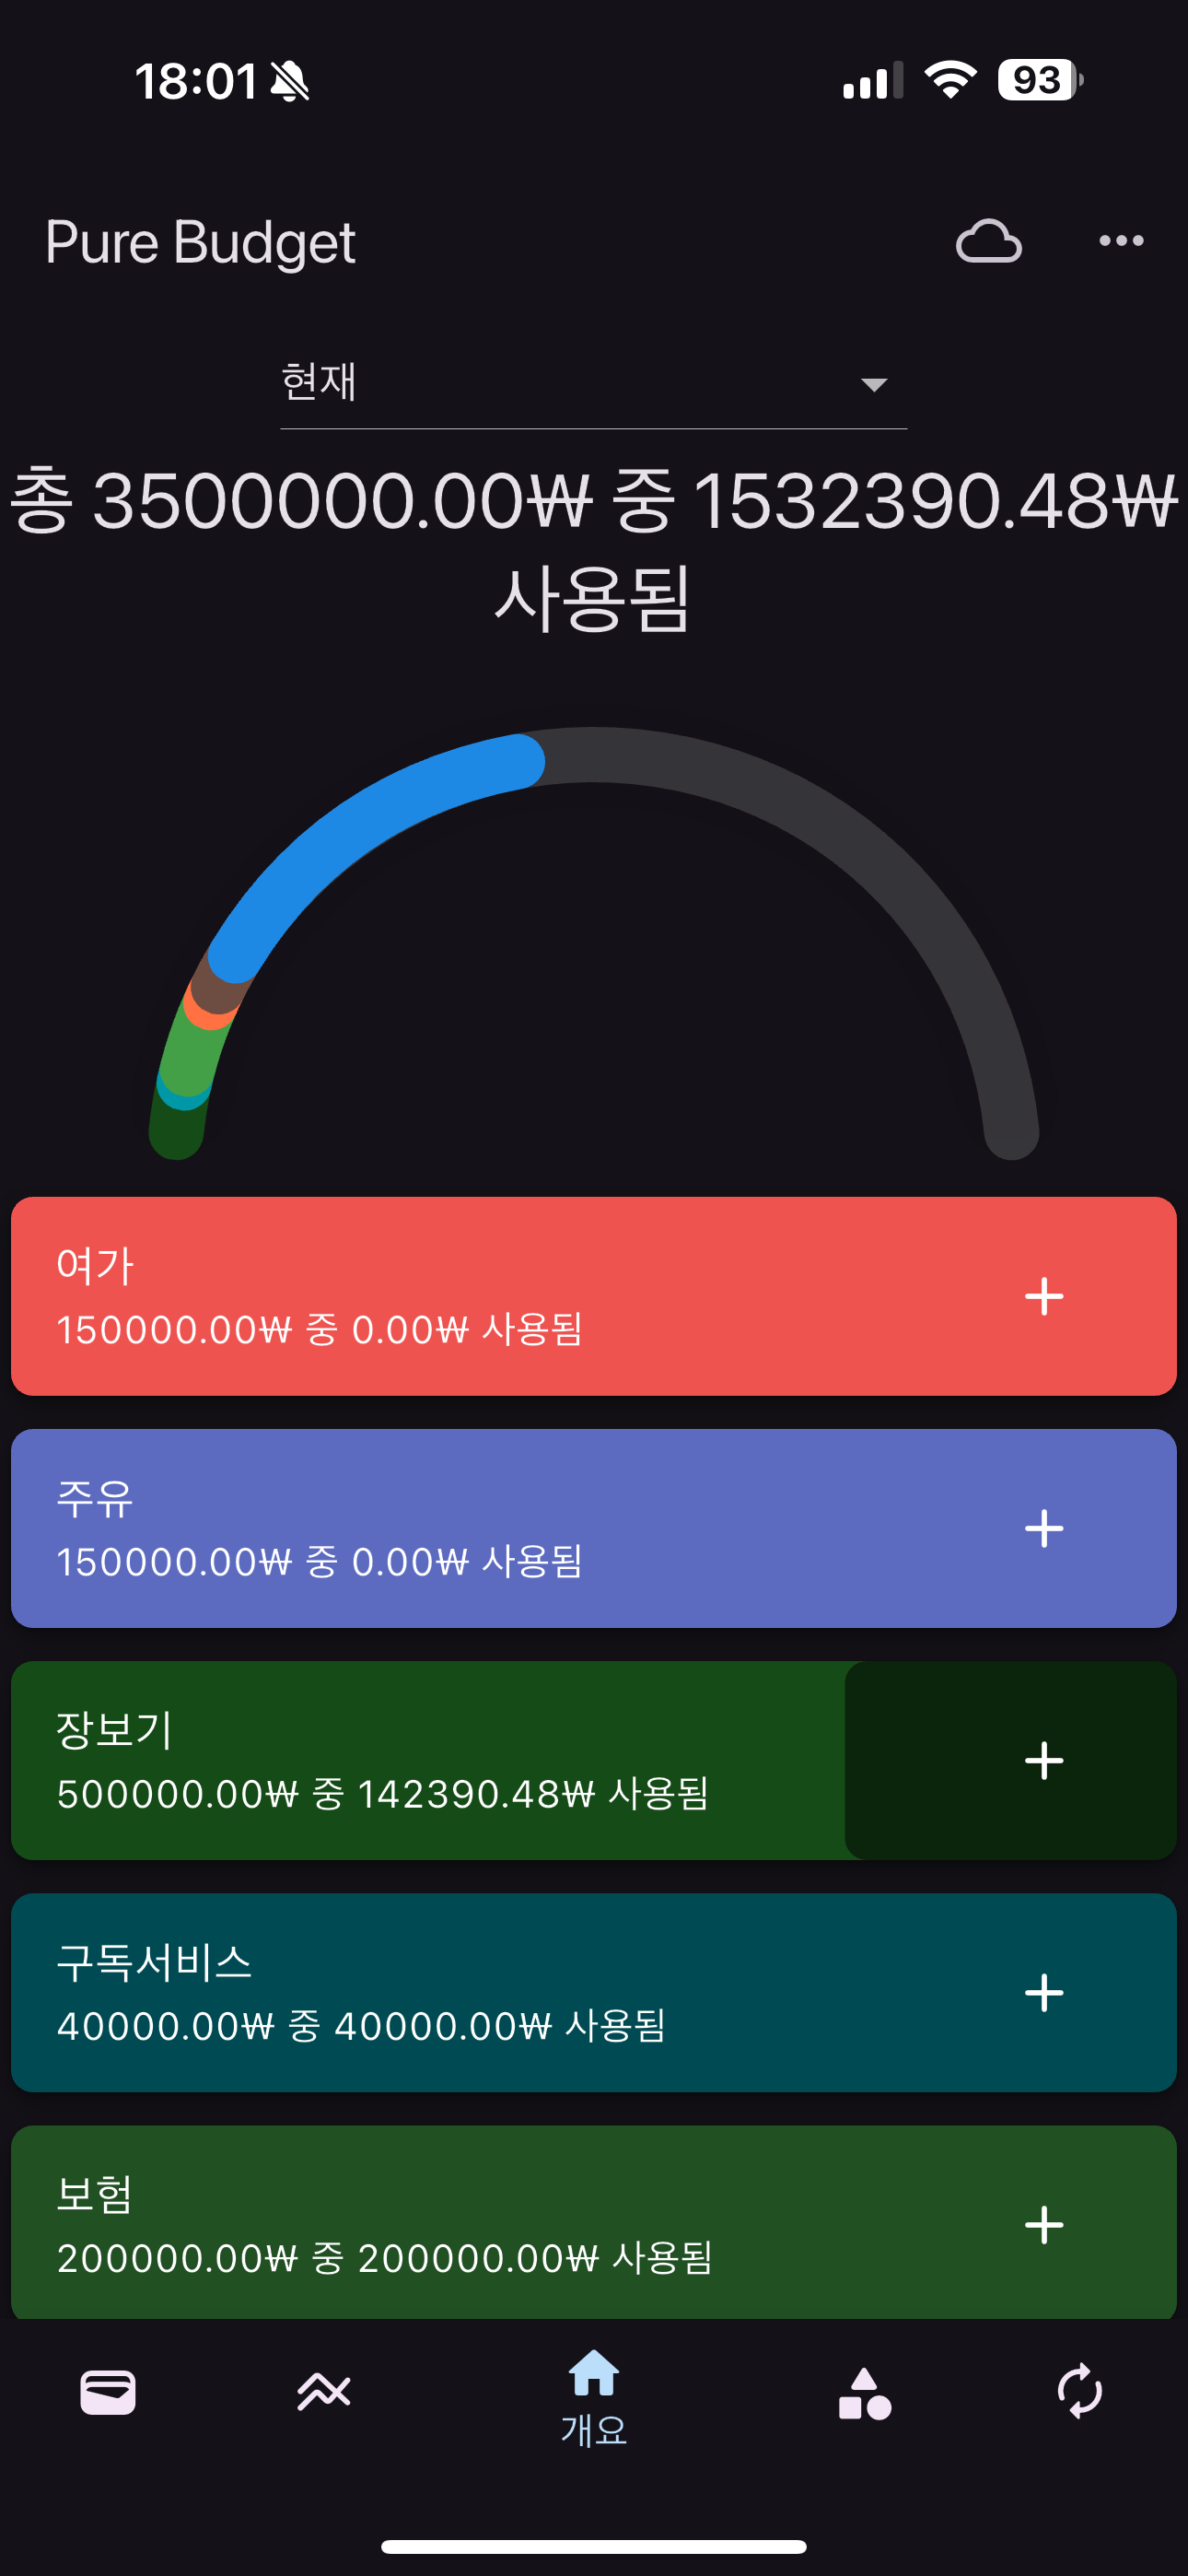 18:01
93
Pure Budget
현재
총 3500000.00₩ 중 1532390.48₩
사용됨
여가
150000.00₩ 중 0.00₩ 사용됨
주유
150000.00₩ 중 0.00₩ 사용됨
장보기
500000.00₩ 중 142390.48₩ 사용됨
구독서비스
40000.00₩ 중 40000.00₩ 사용됨
보험
200000.00₩ 중 200000.00₩ 사용됨
개요